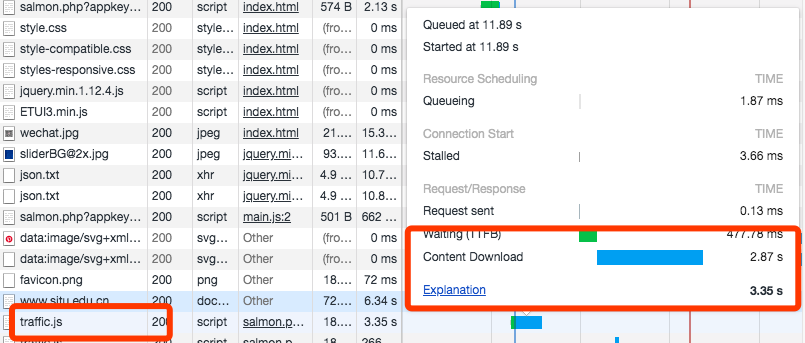 salmon.php?appkey... 200 script index.html 574 B 2.13 s
style.css 200 style... index.html (fro... 0 ms
style-compatible.css 200 style... index.html (fro... 0 ms
styles-responsive.css 200 style... index.html (fro... 0 ms
jquery.min.1.12.4.js 200 script index.html (fro... 0 ms
ETUI3.min.js 200 script index.html (fro... 0 ms
wechat.jpg 200 jpeg index.html 21.... 15.3...
sliderBG@2x.jpg 200 jpeg jquery.mi... 93.... 11.6...
json.txt 200 xhr jquery.mi... 4.9 ... 10.7...
json.txt 200 xhr jquery.mi... 4.9 ... 10.8...
salmon.php?appkey... 200 script main.js:2 501 B 662 ...
data:image/svg+xml... 200 svg... Other (fro... 0 ms
data:image/svg+xml... 200 svg... Other (fro... 0 ms
favicon.png 200 png Other 18.... 72 ms
www.sjtu.edu.cn 200 doc... Other 72.... 6.34 s
traffic.js 200 script salmon.p... 18.... 3.35 s
traffic.js 200 script salmon.p... 18.... 266 ...
Queued at 11.89 s
Started at 11.89 s
Resource Scheduling TIME
Queueing 1.87 ms
Connection Start TIME
Stalled 3.66 ms
Request/Response TIME
Request sent 0.13 ms
Waiting (TTFB) 477.78 ms
Content Download 2.87 s
Explanation 3.35 s